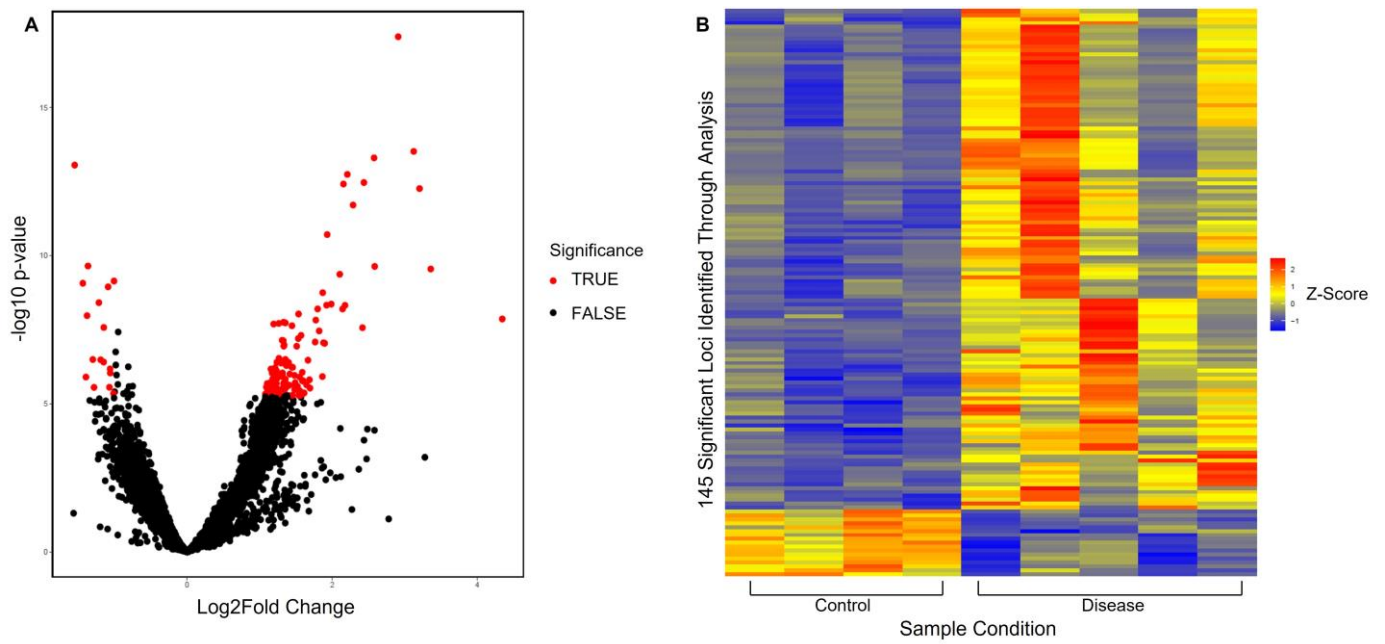 A
15
10
5
0
-log10 p-value
0
2
4
Log2Fold Change
Significance
TRUE
FALSE
B
145 Significant Loci Identified Through Analysis
Control
Disease
Sample Condition
2
1
0
−1
Z-Score